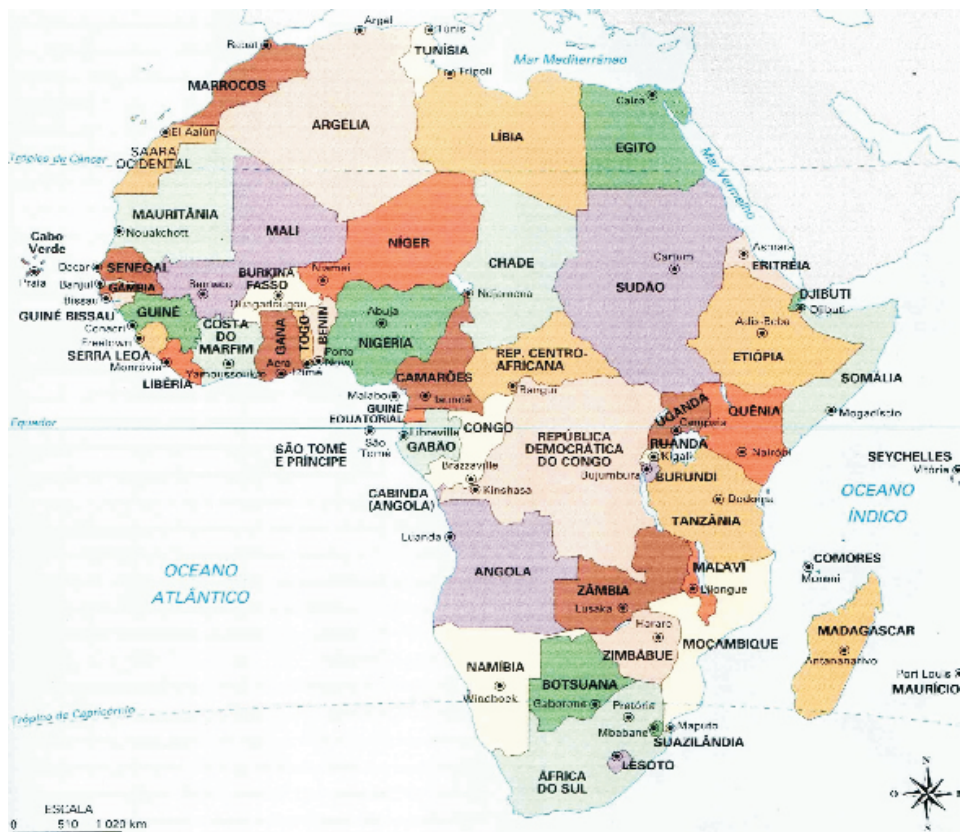 Argel
Túnis
Rabat
TUNÍSIA
Mar Mediterrâneo
Trípoli
MARROCOS
Cairo
ARGÉLIA
LÍBIA
EGITO
El Aaiún
SAARA
OCIDENTAL
Trópico de Câncer
Mar Vermelho
MAURITÂNIA
Nouakchott
MALI
NÍGER
CHADE
SUDÃO
Cartum
Asmara
ERITRÉIA
Cabo
Verde
Praia
Dacar
SENEGAL
Banjul
GÂMBIA
Bissau
GUINÉ BISSAU
Bamaco
BURKINA
FASSO
Niamei
Ouagadougou
Ndjamena
DJIBUTI
Djibuti
GUINÉ
Conacri
Freetown
SERRA LEOA
Monróvia
LIBÉRIA
COSTA
DO
MARFIM
Yamoussoukro
GANA
Acra
TOGO
Lomé
BENIN
Porto
Novo
Abuja
NIGÉRIA
Adis-Beba
ETIÓPIA
SOMÁLIA
REP. CENTRO-
AFRICANA
CAMARÕES
Bangui
Iaundê
Malabo
GUINÉ
EQUATORIAL
UGANDA
Campala
QUÊNIA
Mogaríscio
Equador
SÃO TOMÉ
E PRÍNCIPE
São
Tomé
Libreville
GABÃO
CONGO
REPÚBLICA
DEMOCRÁTICA
DO CONGO
RUANDA
Kigali
Nairóbi
Bujumbura
BURUNDI
SEYCHELLES
Vitória
Brazzaville
Kinshasa
CABINDA
(ANGOLA)
Dodoma
TANZÂNIA
OCEANO
ÍNDICO
Luanda
OCEANO
ATLÂNTICO
ANGOLA
ZÂMBIA
Lusaka
MALAVI
Lilongue
COMORES
Moroni
Harare
ZIMBÁBUE
MOÇAMBIQUE
MADAGASCAR
Antananarivo
Port Louis
MAURÍCIO
NAMÍBIA
Windhoek
BOTSUANA
Gaborone
Pretória
Trópico de Capricórnio
Mbabane
Maputo
SUAZILÂNDIA
LESOTO
ÁFRICA
DO SUL
ESCALA
0 510 1 020 km
N
O
E
S